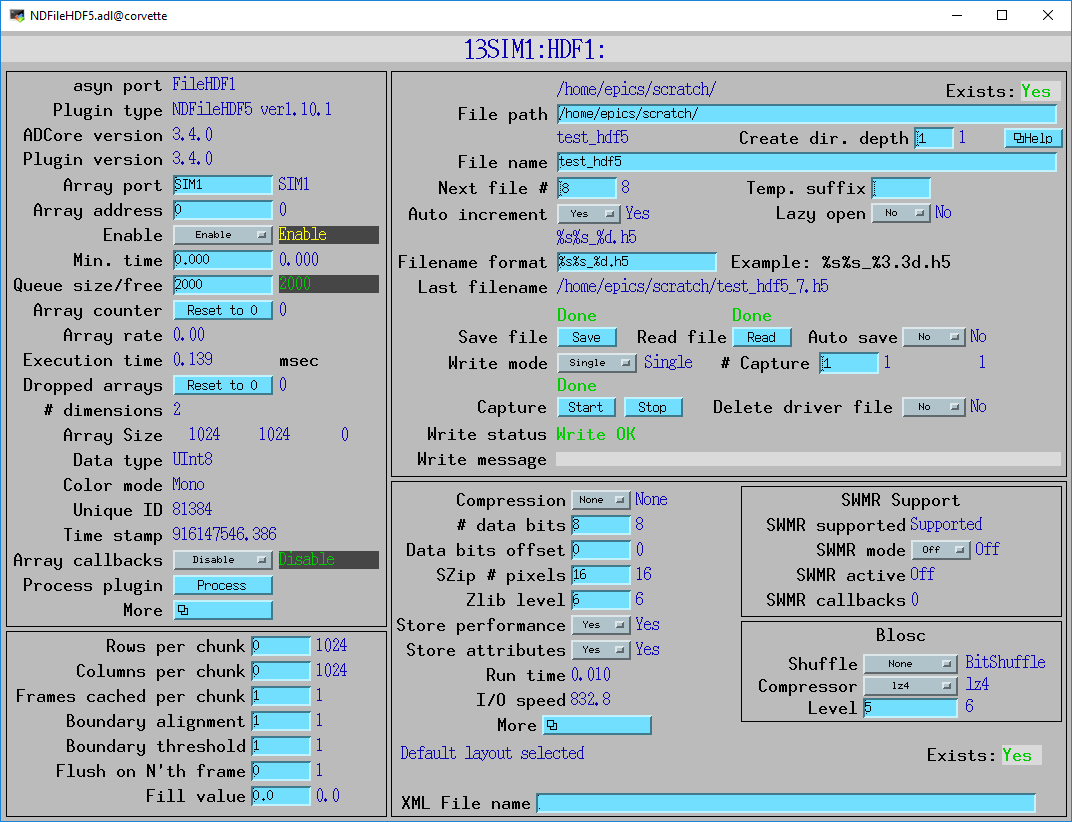 NDFileHDF5.adl@corvette
13SIM1:HDF1:
asyn port FileHDF1
Plugin type NDFileHDF5 ver1.10.1
ADCore version 3.4.0
Plugin version 3.4.0
Array port SIM1 SIM1
Array address 0 0
Enable Enable Enable
Min. time 0.000 0.000
Queue size/free 2000 2000
Array counter Reset to 0 0
Array rate 0.00
Execution time 0.139 msec
Dropped arrays Reset to 0 0
# dimensions 2
Array Size 1024 1024 0
Data type UInt8
Color mode Mono
Unique ID 81384
Time stamp 916147546.386
Array callbacks Disable Disable
Process plugin Process
More
Rows per chunk 0 1024
Columns per chunk 0 1024
Frames cached per chunk 1 1
Boundary alignment 1 1
Boundary threshold 1 1
Flush on N'th frame 0 1
Fill value 0.0 0.0
/home/epics/scratch/ Exists: Yes
File path /home/epics/scratch/
test_hdf5 Create dir. depth 1 1 Help
File name test_hdf5
Next file # 8 8 Temp. suffix
Auto increment Yes Yes Lazy open No No
%s%s_%d.h5
Filename format %s%s_%d.h5 Example: %s%s_%3.3d.h5
Last filename /home/epics/scratch/test_hdf5_7.h5
Done Done
Save file Save Read file Read Auto save No No
Write mode Single Single # Capture 1 1 1
Done
Capture Start Stop Delete driver file No No
Write status Write OK
Write message
Compression None None
# data bits 8 8
Data bits offset 0 0
SZip # pixels 16 16
Zlib level 6 6
Store performance Yes Yes
Store attributes Yes Yes
Run time 0.010
I/O speed 832.8
More
SWMR Support
SWMR supported Supported
SWMR mode Off Off
SWMR active Off
SWMR callbacks 0
Blosc
Shuffle None BitShuffle
Compressor lz4 lz4
Level 5 6
Default layout selected Exists: Yes
XML File name